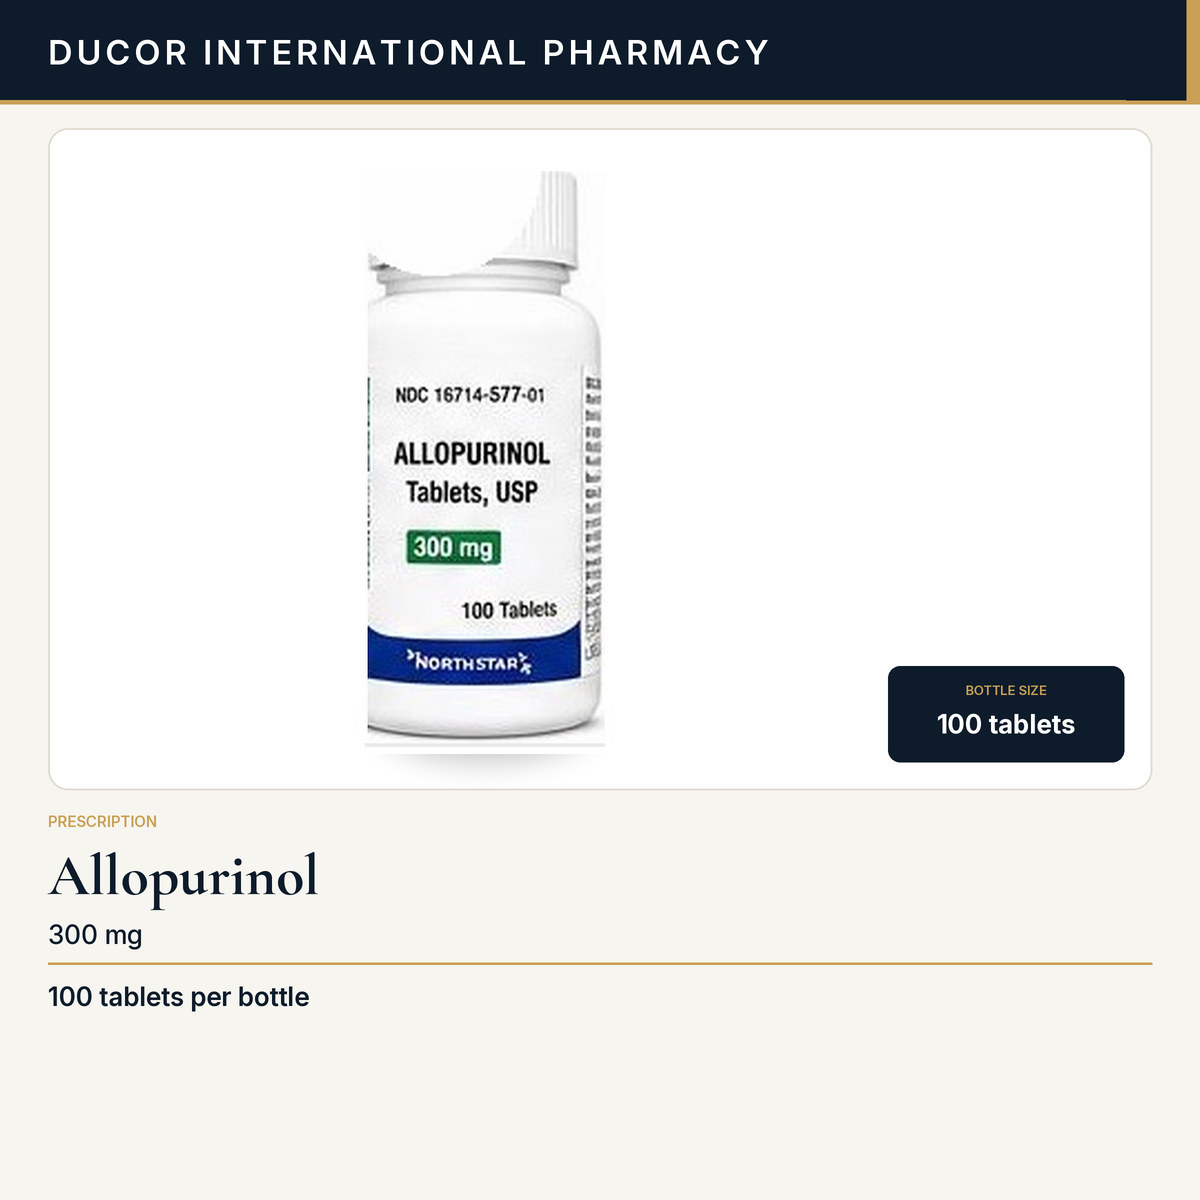 DUCOR INTERNATIONAL PHARMACY
NDC 16714-577-01
ALLOPURINOL
Tablets, USP
300 mg
100 Tablets
NORTHSTAR
BOTTLE SIZE
100 tablets
PRESCRIPTION
Allopurinol
300 mg
100 tablets per bottle